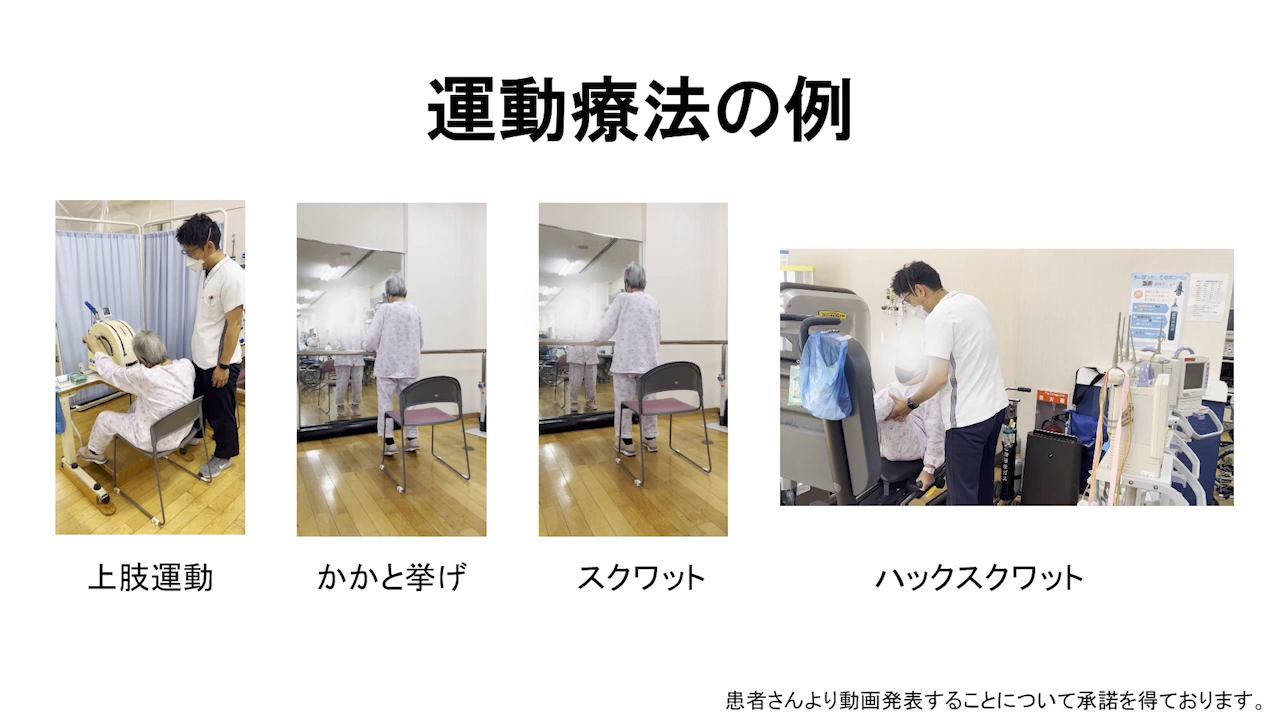 運動療法の例
上肢運動
かかと挙げ
スクワット
ハックスクワット
患者さんより動画発表することについて承諾を得ております。